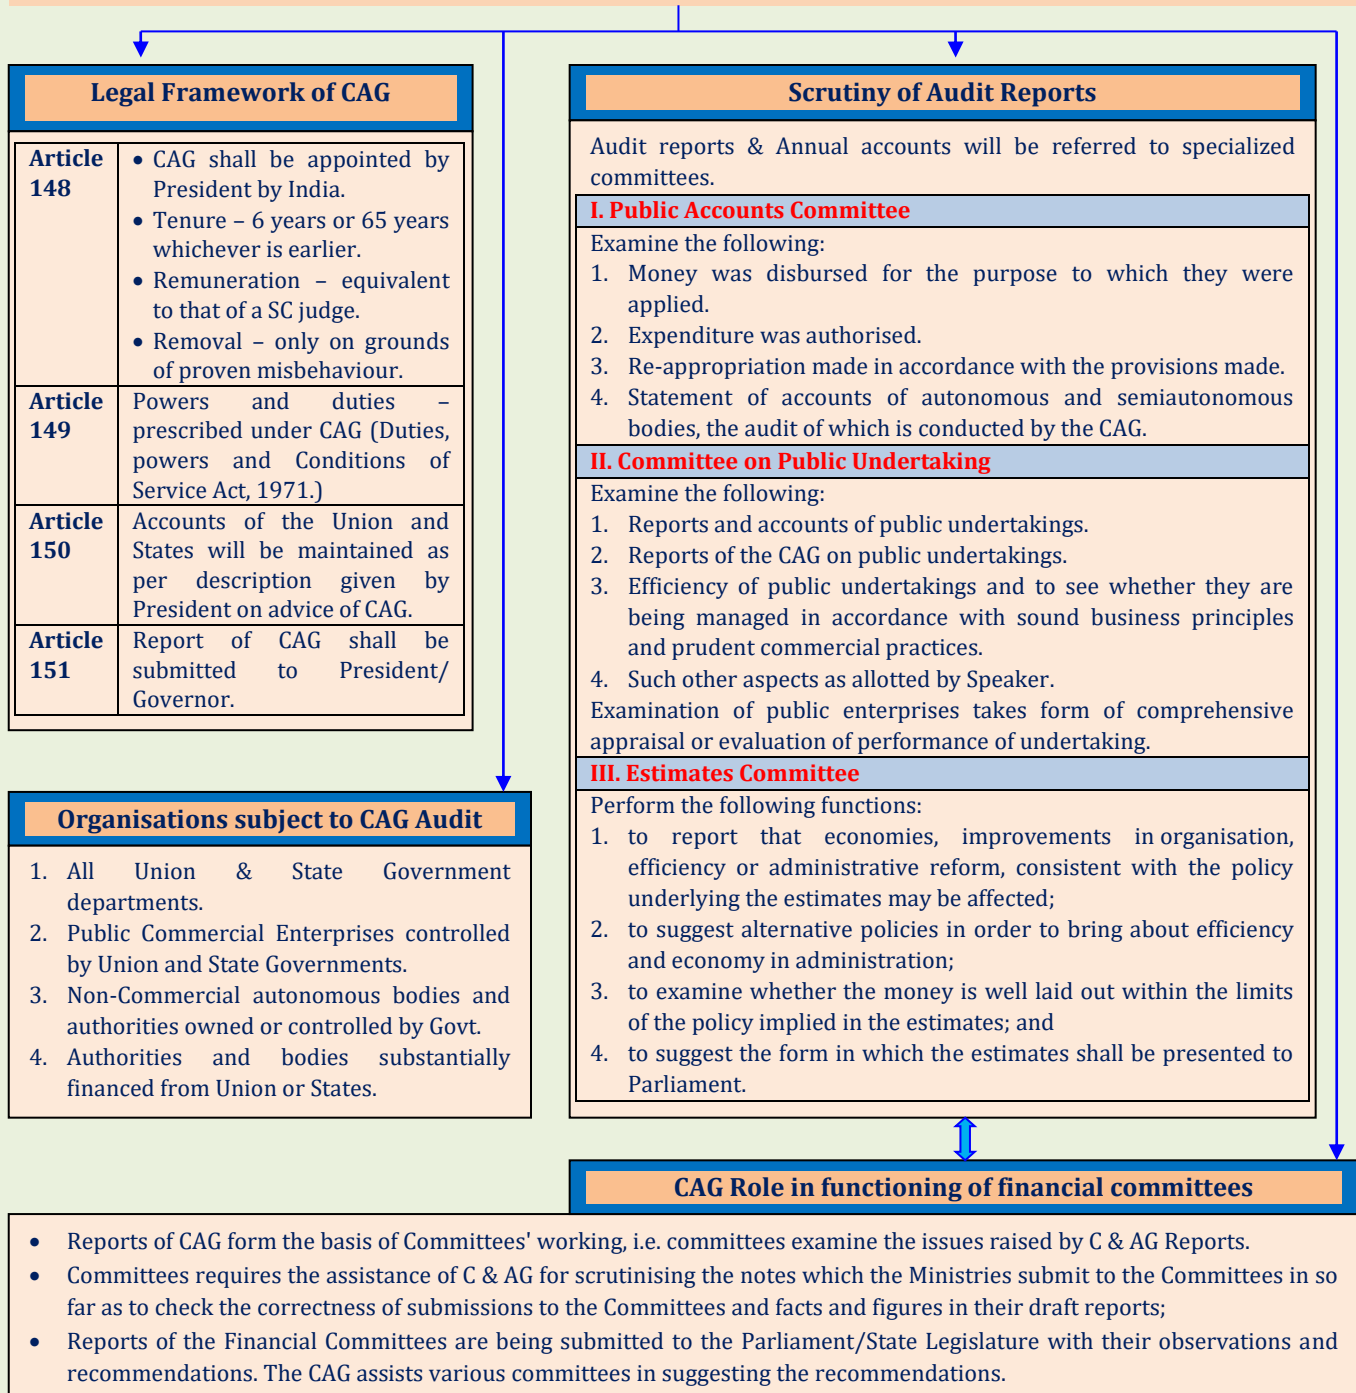 Legal Framework of CAG
Article
148
• CAG shall be appointed by
President by India.
• Tenure – 6 years or 65 years
whichever is earlier.
• Remuneration – equivalent
to that of a SC judge.
• Removal – only on grounds
of proven misbehaviour.
Article
149
Powers and duties –
prescribed under CAG (Duties,
powers and Conditions of
Service Act, 1971.)
Article
150
Accounts of the Union and
States will be maintained as
per description given by
President on advice of CAG.
Article
151
Report of CAG shall be
submitted to President/
Governor.
Organisations subject to CAG Audit
1. All Union & State Government
departments.
2. Public Commercial Enterprises controlled
by Union and State Governments.
3. Non-Commercial autonomous bodies and
authorities owned or controlled by Govt.
4. Authorities and bodies substantially
financed from Union or States.
Scrutiny of Audit Reports
Audit reports & Annual accounts will be referred to specialized
committees.
I. Public Accounts Committee
Examine the following:
1. Money was disbursed for the purpose to which they were
applied.
2. Expenditure was authorised.
3. Re-appropriation made in accordance with the provisions made.
4. Statement of accounts of autonomous and semiautonomous
bodies, the audit of which is conducted by the CAG.
II. Committee on Public Undertaking
Examine the following:
1. Reports and accounts of public undertakings.
2. Reports of the CAG on public undertakings.
3. Efficiency of public undertakings and to see whether they are
being managed in accordance with sound business principles
and prudent commercial practices.
4. Such other aspects as allotted by Speaker.
Examination of public enterprises takes form of comprehensive
appraisal or evaluation of performance of undertaking.
III. Estimates Committee
Perform the following functions:
1. to report that economies, improvements in organisation,
efficiency or administrative reform, consistent with the policy
underlying the estimates may be affected;
2. to suggest alternative policies in order to bring about efficiency
and economy in administration;
3. to examine whether the money is well laid out within the limits
of the policy implied in the estimates; and
4. to suggest the form in which the estimates shall be presented to
Parliament.
CAG Role in functioning of financial committees
• Reports of CAG form the basis of Committees' working, i.e. committees examine the issues raised by C & AG Reports.
• Committees requires the assistance of C & AG for scrutinising the notes which the Ministries submit to the Committees in so
far as to check the correctness of submissions to the Committees and facts and figures in their draft reports;
• Reports of the Financial Committees are being submitted to the Parliament/State Legislature with their observations and
recommendations. The CAG assists various committees in suggesting the recommendations.